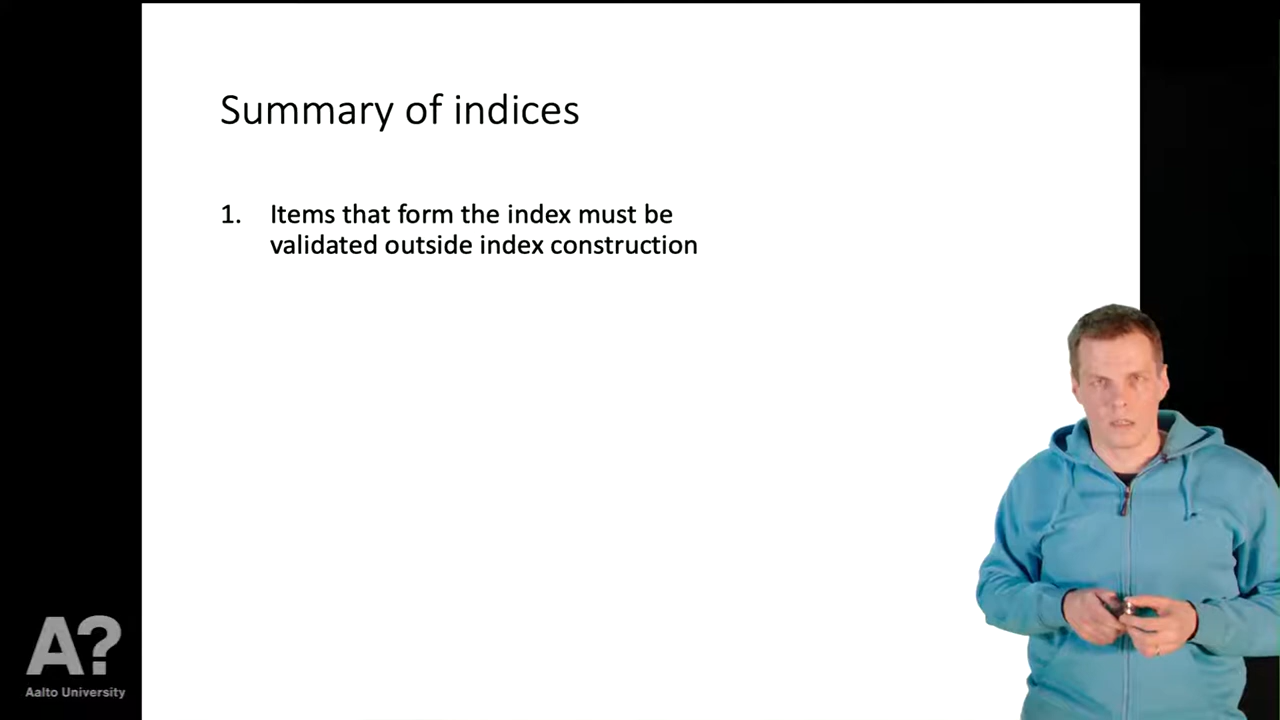 Summary of indices
1. Items that form the index must be
validated outside index construction
A?
Aalto University